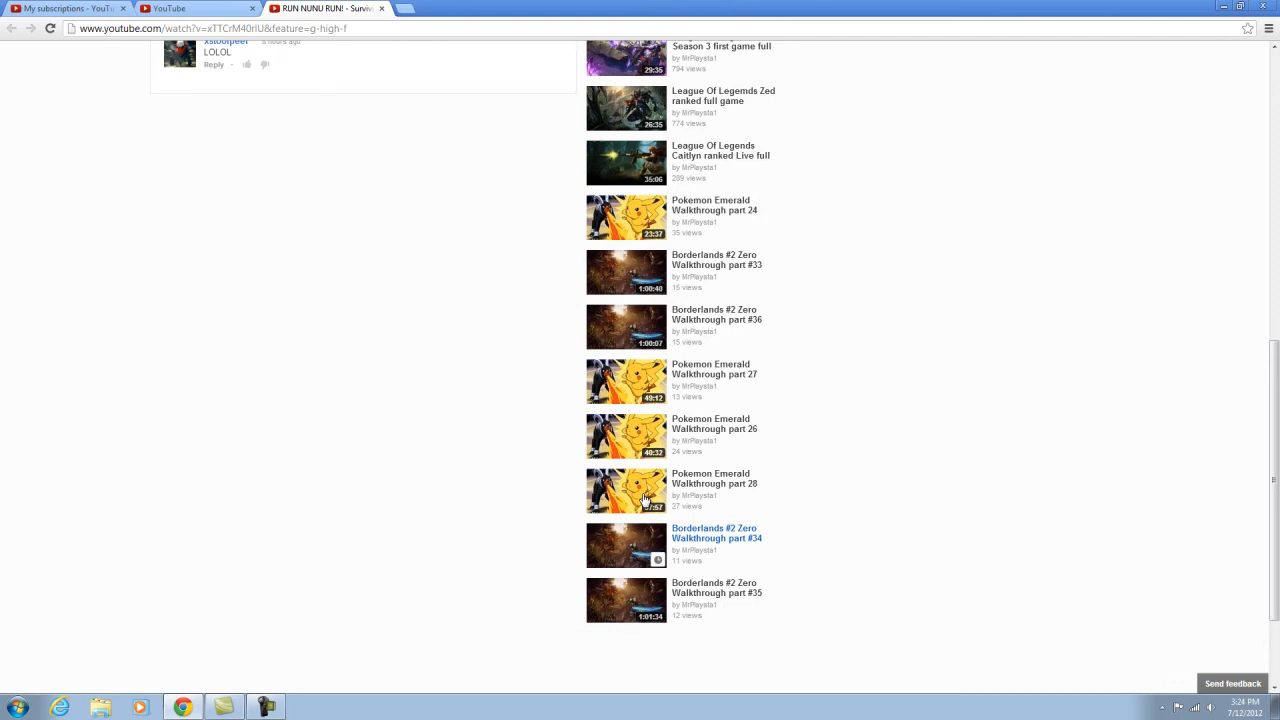 My subscriptions - YouTu
YouTube
RUN NUNU RUN! - Survivi
www.youtube.com/watch?v=xTTCrM40rIU&feature=g-high-f
xstoorpeer
8 hours ago
LOLOL
Reply
Season 3 first game full
by MrPlaysta1
794 views
29:35
League Of Legemds Zed
ranked full game
by MrPlaysta1
774 views
26:35
League Of Legends
Caitlyn ranked Live full
by MrPlaysta1
289 views
35:06
Pokemon Emerald
Walkthrough part 24
by MrPlaysta1
35 views
23:37
Borderlands #2 Zero
Walkthrough part #33
by MrPlaysta1
15 views
1:00:40
Borderlands #2 Zero
Walkthrough part #36
by MrPlaysta1
15 views
1:00:07
Pokemon Emerald
Walkthrough part 27
by MrPlaysta1
13 views
49:12
Pokemon Emerald
Walkthrough part 26
by MrPlaysta1
24 views
40:32
Pokemon Emerald
Walkthrough part 28
by MrPlaysta1
27 views
Borderlands #2 Zero
Walkthrough part #34
by MrPlaysta1
11 views
Borderlands #2 Zero
Walkthrough part #35
by MrPlaysta1
12 views
1:01:34
Send feedback
3:24 PM
7/12/2012